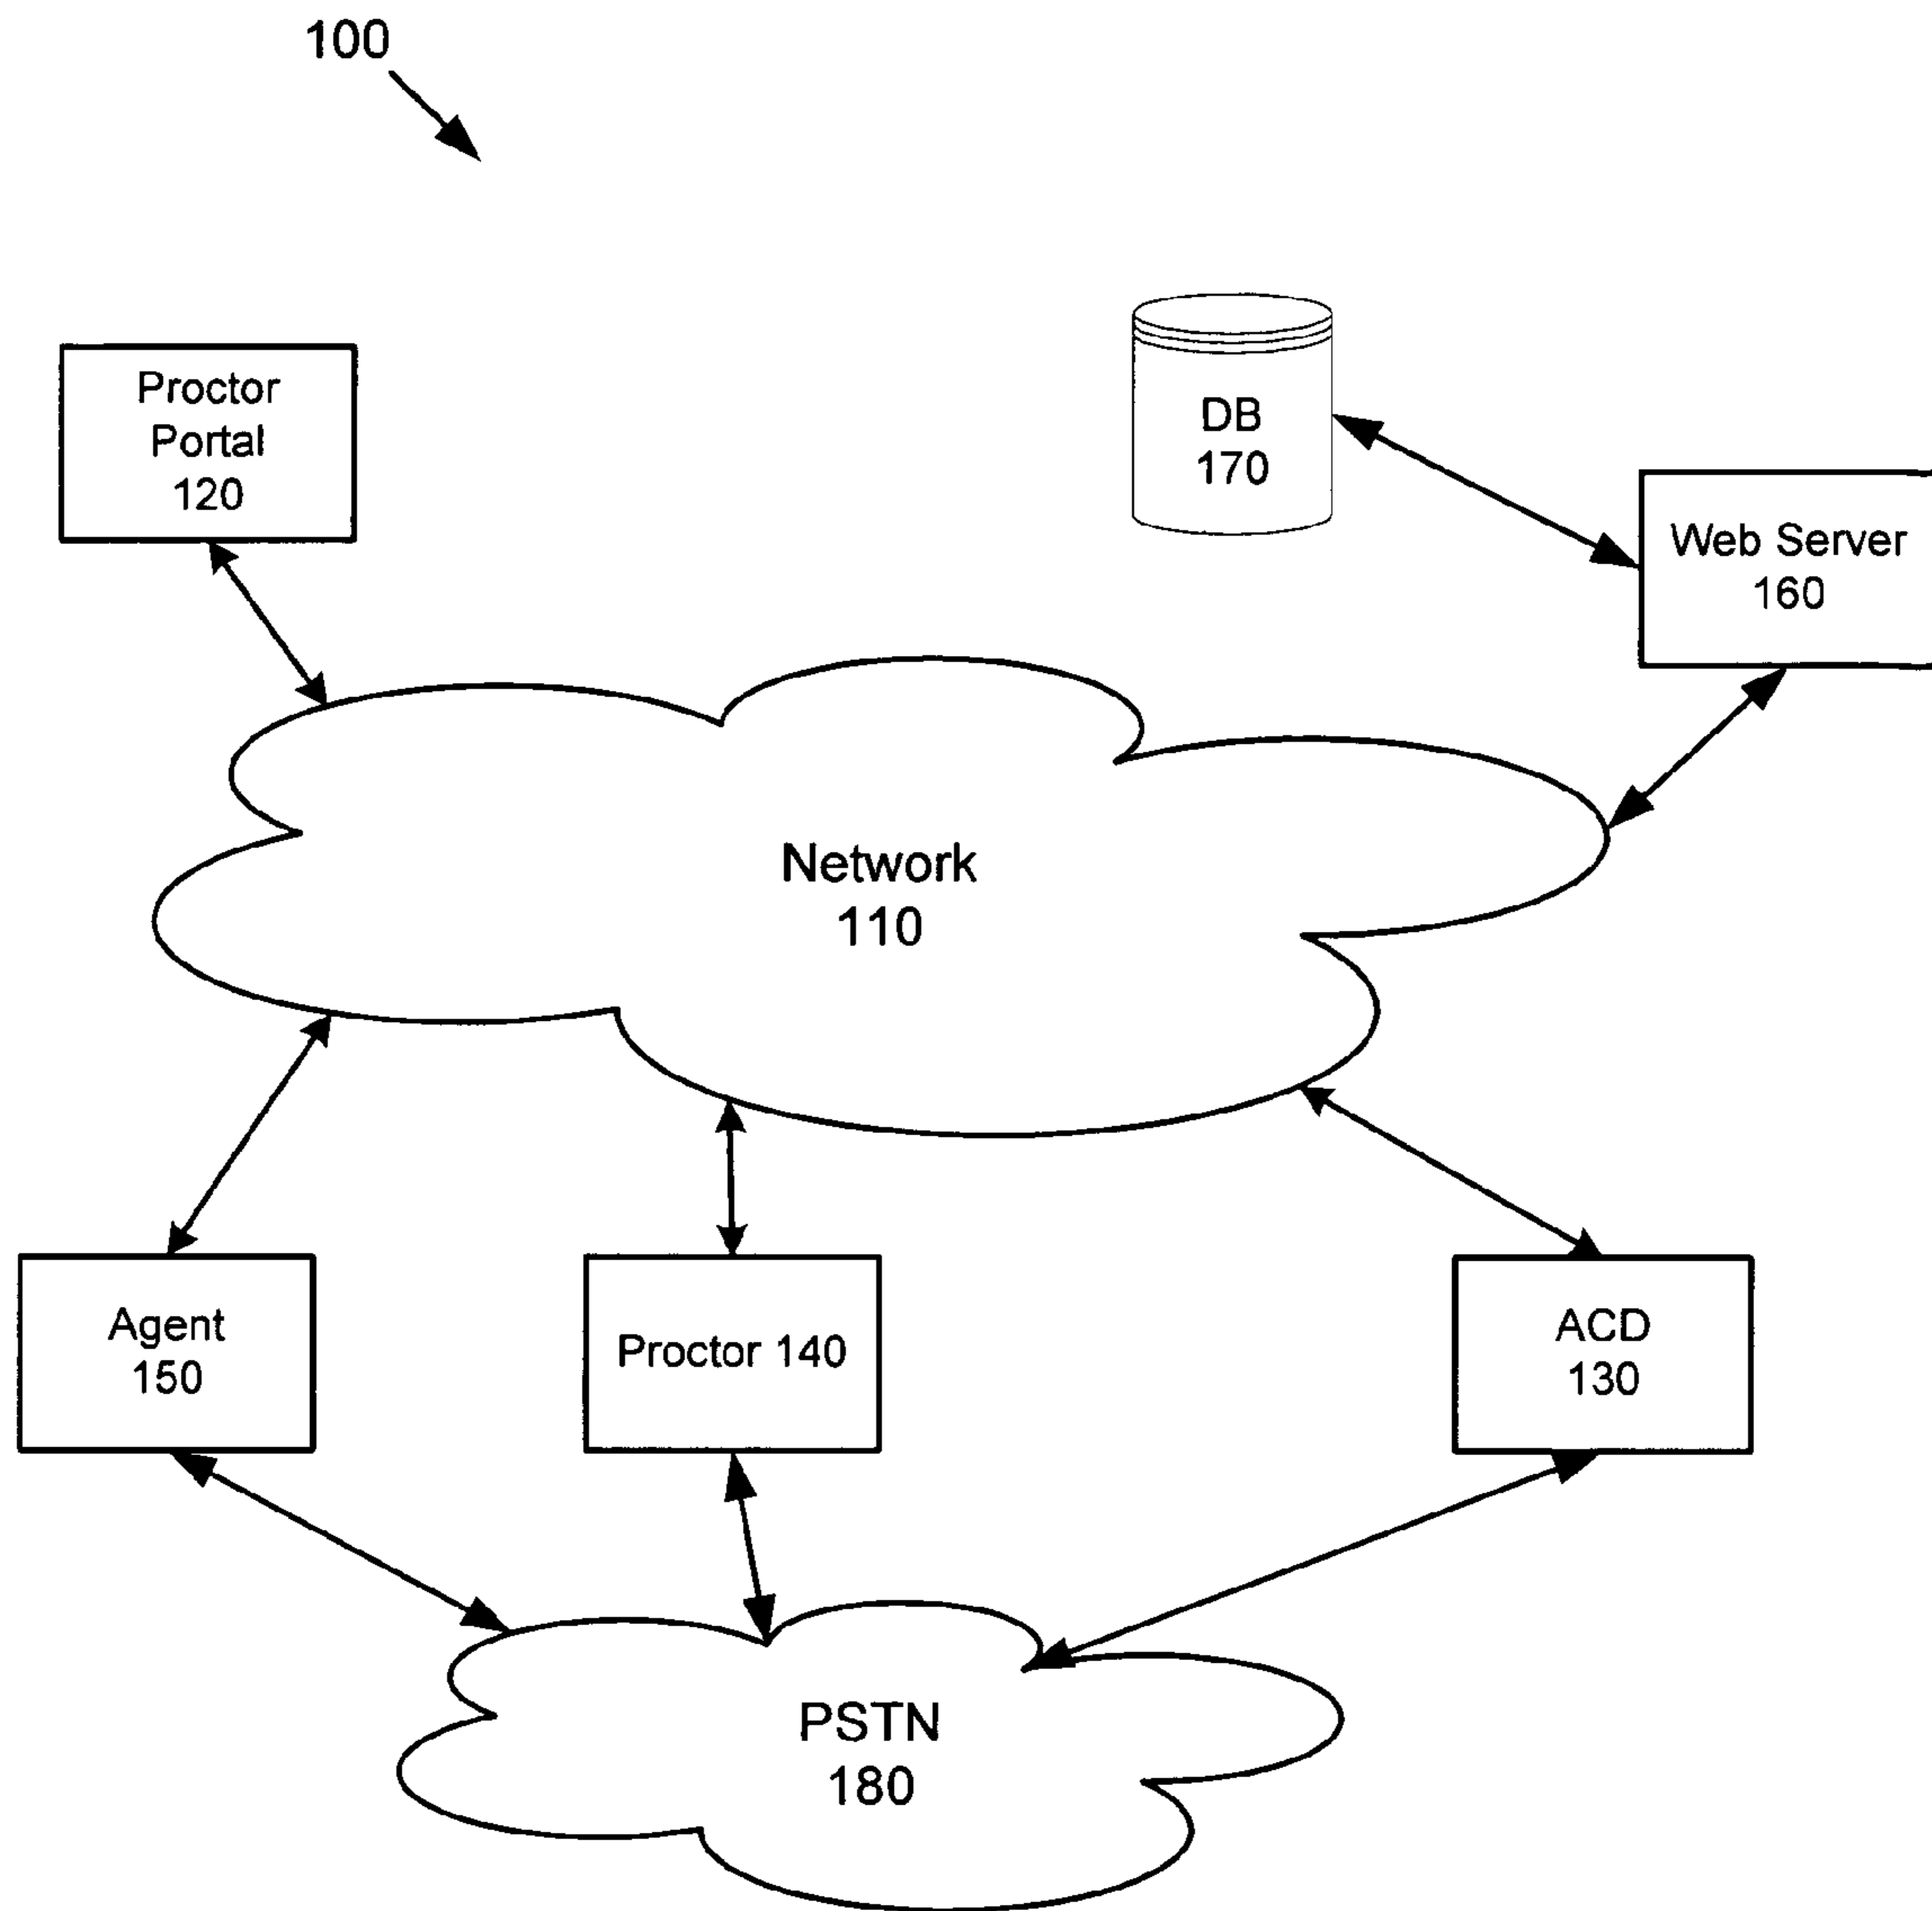 100
Proctor
Portal
120
DB
170
Web Server
160
Network
110
Agent
150
Proctor 140
ACD
130
PSTN
180